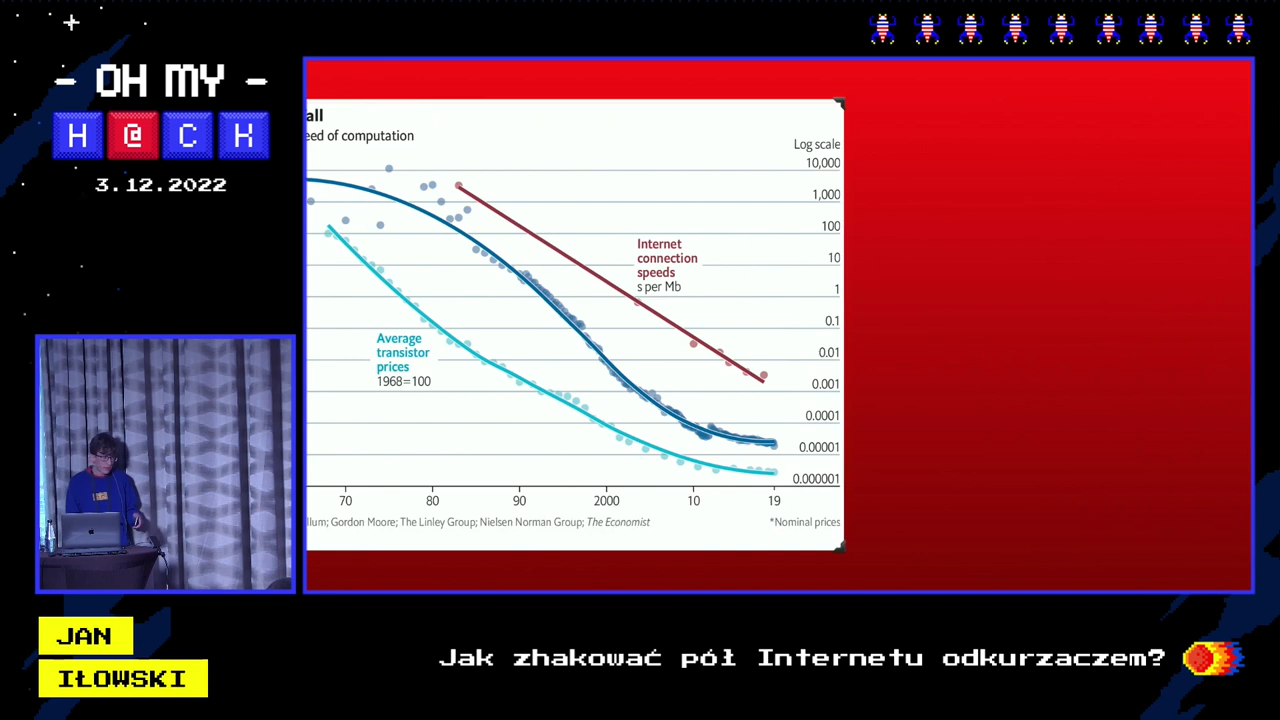 - OH MY -
H @ C K
3.12.2022
all
eed of computation
Log scale
10,000
1,000
100
10
1
0.1
0.01
0.001
0.0001
0.00001
0.000001
Internet
connection
speeds
s per Mb
Average
transistor
prices
1968=100
70 80 90 2000 10 19
llum; Gordon Moore; The Linley Group; Nielsen Norman Group; The Economist
*Nominal prices
JAN
IŁOWSKI
Jak zhakować pół Internetu odkurzaczem?